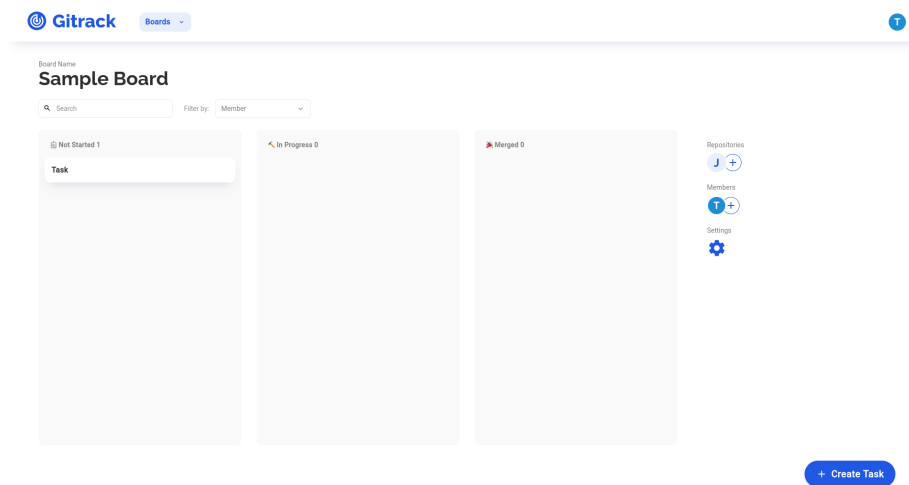 Gitrack
Boards
T
Board Name
Sample Board
Search
Filter by:
Member
Not Started 1
Task
In Progress 0
Merged 0
Repositories
J +
Members
T +
Settings
+ Create Task